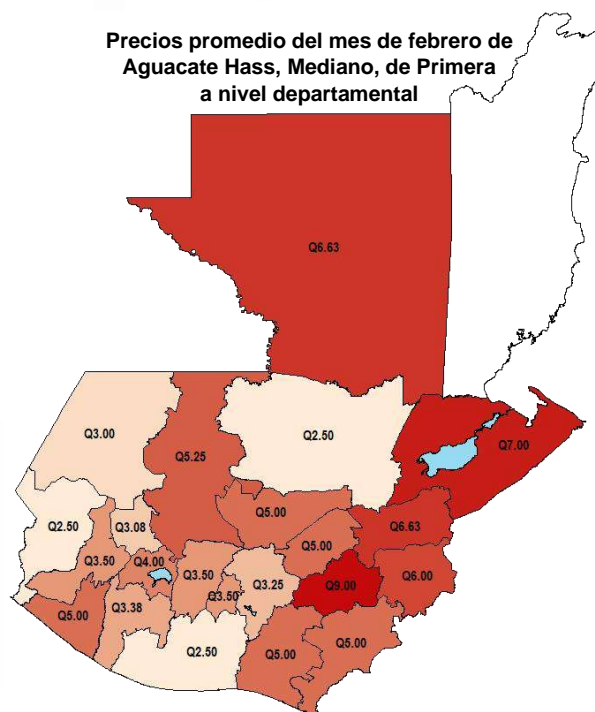 Precios promedio del mes de febrero de
Aguacate Hass, Mediano, de Primera
a nivel departamental
Q6.63
Q3.00
Q5.25
Q2.50
Q7.00
Q2.50
Q3.08
Q5.00
Q6.63
Q3.50
Q4.00
Q3.50
Q5.00
Q3.25
Q3.50
Q9.00
Q6.00
Q5.00
Q3.38
Q2.50
Q5.00
Q5.00